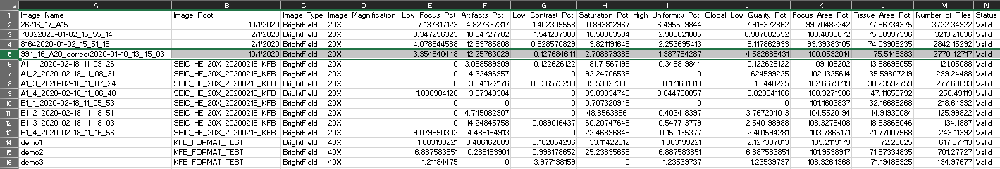 A B C D E F G H I J K L M N
1 Image_Name Image_Root Image_Type Image_Magnification Low_Focus_Pct Artifacts_Pct Low_Contrast_Pct Saturation_Pct High_Uniformity_Pct Global_Low_Quality_Pct Focus_Area_Pct Tissue_Area_Pct Number_of_Tiles Status
2 26216_17_A15 10/1/2020 BrightField 20X 7.137817123 4.827637317 1.402305558 0.893812967 6.495509844 7.915372862 99.70482242 77.86734375 3722.34922 Valid
3 78822020-01-02_15_55_14 2/1/2020 BrightField 20X 3.347296323 10.64727702 1.541237303 10.50803594 2.989021885 6.987682592 100.4039872 75.38997396 3213.21836 Valid
4 81642020-01-02_15_51_19 2/1/2020 BrightField 20X 4.078844568 12.89785808 0.828570829 3.821191648 2.253695413 6.117862933 99.39383105 74.03908235 2842.15292 Valid
5 994_16_A20_correct2020-01-10_13_45_03 10/1/2020 BrightField 20X 3.354540448 12.25763029 0.127684641 2.708879368 1.387794287 4.582686431 100.0592014 75.5146983 2770.42717 Valid
6 A1_1_2020-02-18_11_09_26 SBIC_HE_20X_20200218_KFB BrightField 20X 0 3.058589909 0.122626122 81.71567196 0.349819844 0.122626122 109.109202 13.68695055 121.05088 Valid
7 A1_2_2020-02-18_11_08_31 SBIC_HE_20X_20200218_KFB BrightField 20X 0 4.32496957 0 92.24706535 0 1.624599225 102.1325614 35.59807219 299.24488 Valid
8 A1_3_2020-02-18_11_07_24 SBIC_HE_20X_20200218_KFB BrightField 20X 0 3.941122176 0.036573298 85.53027303 0.171681313 1.6448225 102.6679719 30.23592759 277.68893 Valid
9 A1_4_2020-02-18_11_06_40 SBIC_HE_20X_20200218_KFB BrightField 20X 1.080984126 3.97349304 0 99.83333743 0.044760057 5.028041106 100.3271906 47.11655792 250.49119 Valid
10 B1_1_2020-02-18_11_05_53 SBIC_HE_20X_20200218_KFB BrightField 20X 0 0 0 0.707320946 0 0 101.1603837 32.16685268 218.64332 Valid
11 B1_2_2020-02-18_11_18_51 SBIC_HE_20X_20200218_KFB BrightField 20X 0 4.745082907 0 48.85638861 0.403418397 3.767204013 104.5520194 14.91930084 125.99822 Valid
12 B1_3_2020-02-18_11_18_08 SBIC_HE_20X_20200218_KFB BrightField 20X 0 14.24845758 0.089016437 60.20747649 0.547713779 2.540198988 108.3279408 18.93868046 134.1887 Valid
13 B1_4_2020-02-18_11_16_56 SBIC_HE_20X_20200218_KFB BrightField 20X 9.079850302 4.486184913 0 22.46896846 0.150135377 2.401594281 103.7865171 21.77007568 243.11392 Valid
14 demo1 KFB_FORMAT_TEST BrightField 40X 1.803199221 0.486162889 0.162054296 33.11422512 1.803199221 2.127307813 105.2119179 72.28625 617.07713 Valid
15 demo2 KFB_FORMAT_TEST BrightField 40X 6.887583851 0.285193901 0.998178652 25.23695656 6.887583851 6.887583851 101.9538917 71.97334835 701.27727 Valid
16 demo3 KFB_FORMAT_TEST BrightField 40X 1.21184475 0 3.977138159 0 1.23539737 1.23539737 106.3264368 71.19486325 494.97677 Valid